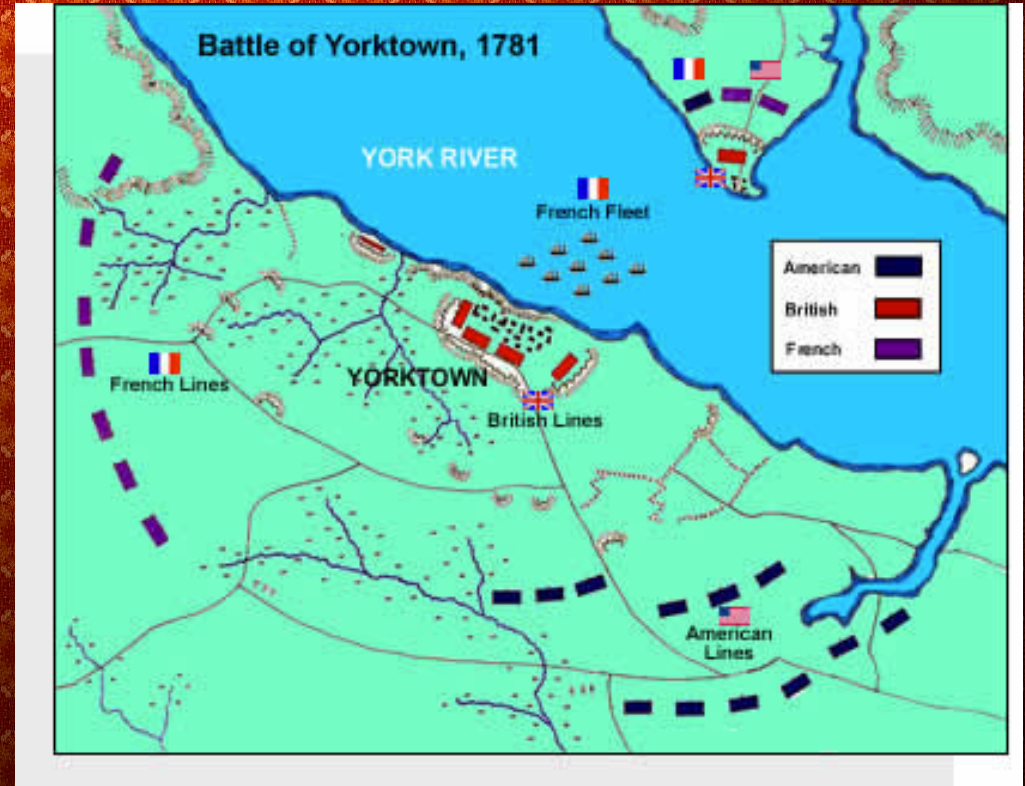 Battle of Yorktown, 1781
YORK RIVER
French Fleet
American
British
French
French Lines
YORKTOWN
British Lines
American
Lines